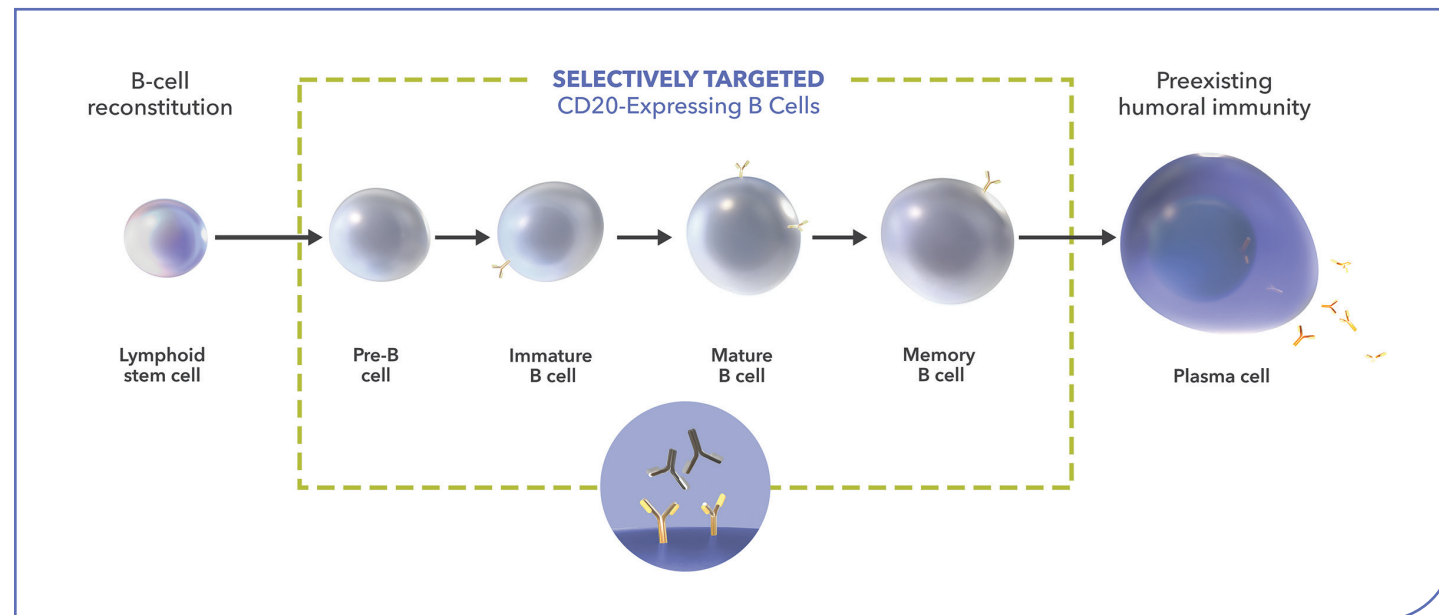 B-cell
reconstitution
SELECTIVELY TARGETED
CD20-Expressing B Cells
Preexisting
humoral immunity
Lymphoid
stem cell
Pre-B
cell
Immature
B cell
Mature
B cell
Memory
B cell
Plasma cell